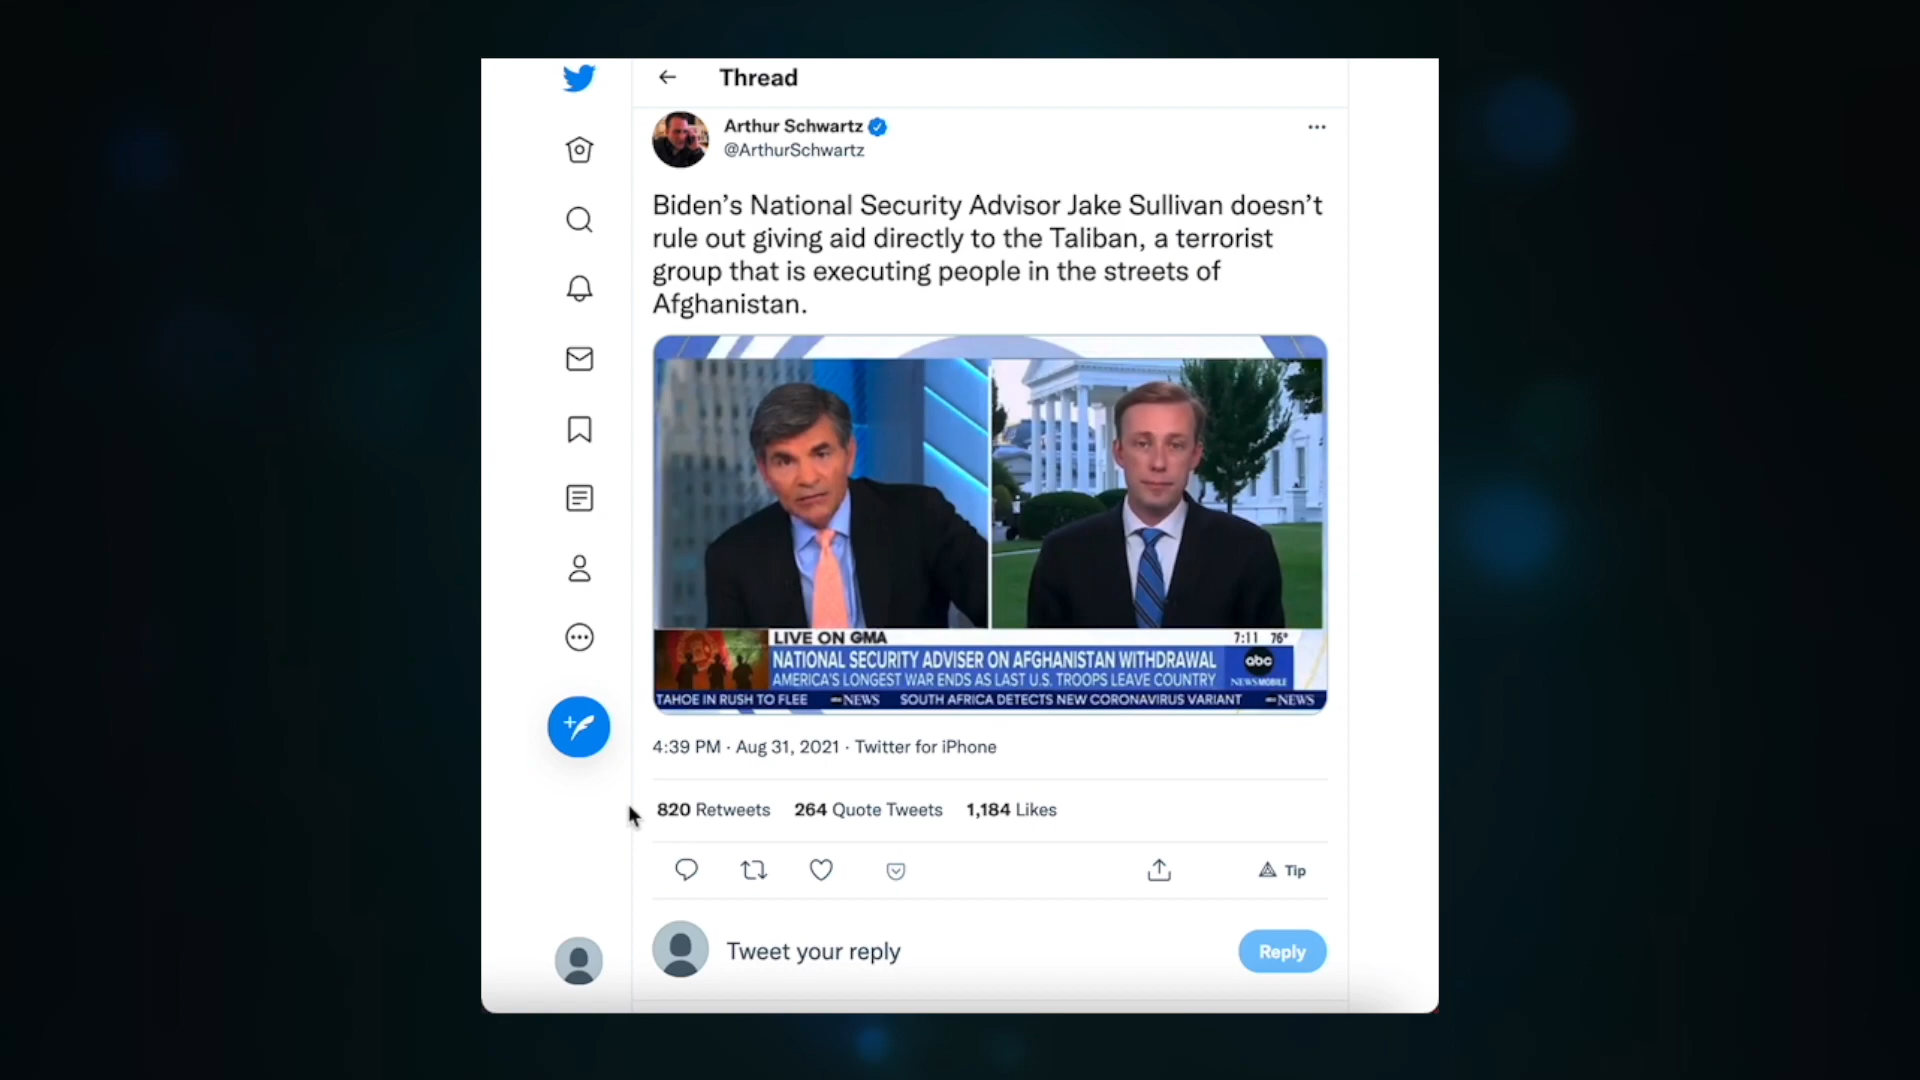 Thread
Arthur Schwartz
@ArthurSchwartz
Biden's National Security Advisor Jake Sullivan doesn't
rule out giving aid directly to the Taliban, a terrorist
group that is executing people in the streets of
Afghanistan.
LIVE ON GMA
7:11 76°
NATIONAL SECURITY ADVISER ON AFGHANISTAN WITHDRAWAL
AMERICA'S LONGEST WAR ENDS AS LAST U.S. TROOPS LEAVE COUNTRY
abc
NEWS MOBILE
TAHOE IN RUSH TO FLEE abc NEWS SOUTH AFRICA DETECTS NEW CORONAVIRUS VARIANT abc NEWS
4:39 PM · Aug 31, 2021 · Twitter for iPhone
820 Retweets 264 Quote Tweets 1,184 Likes
Tip
Tweet your reply
Reply